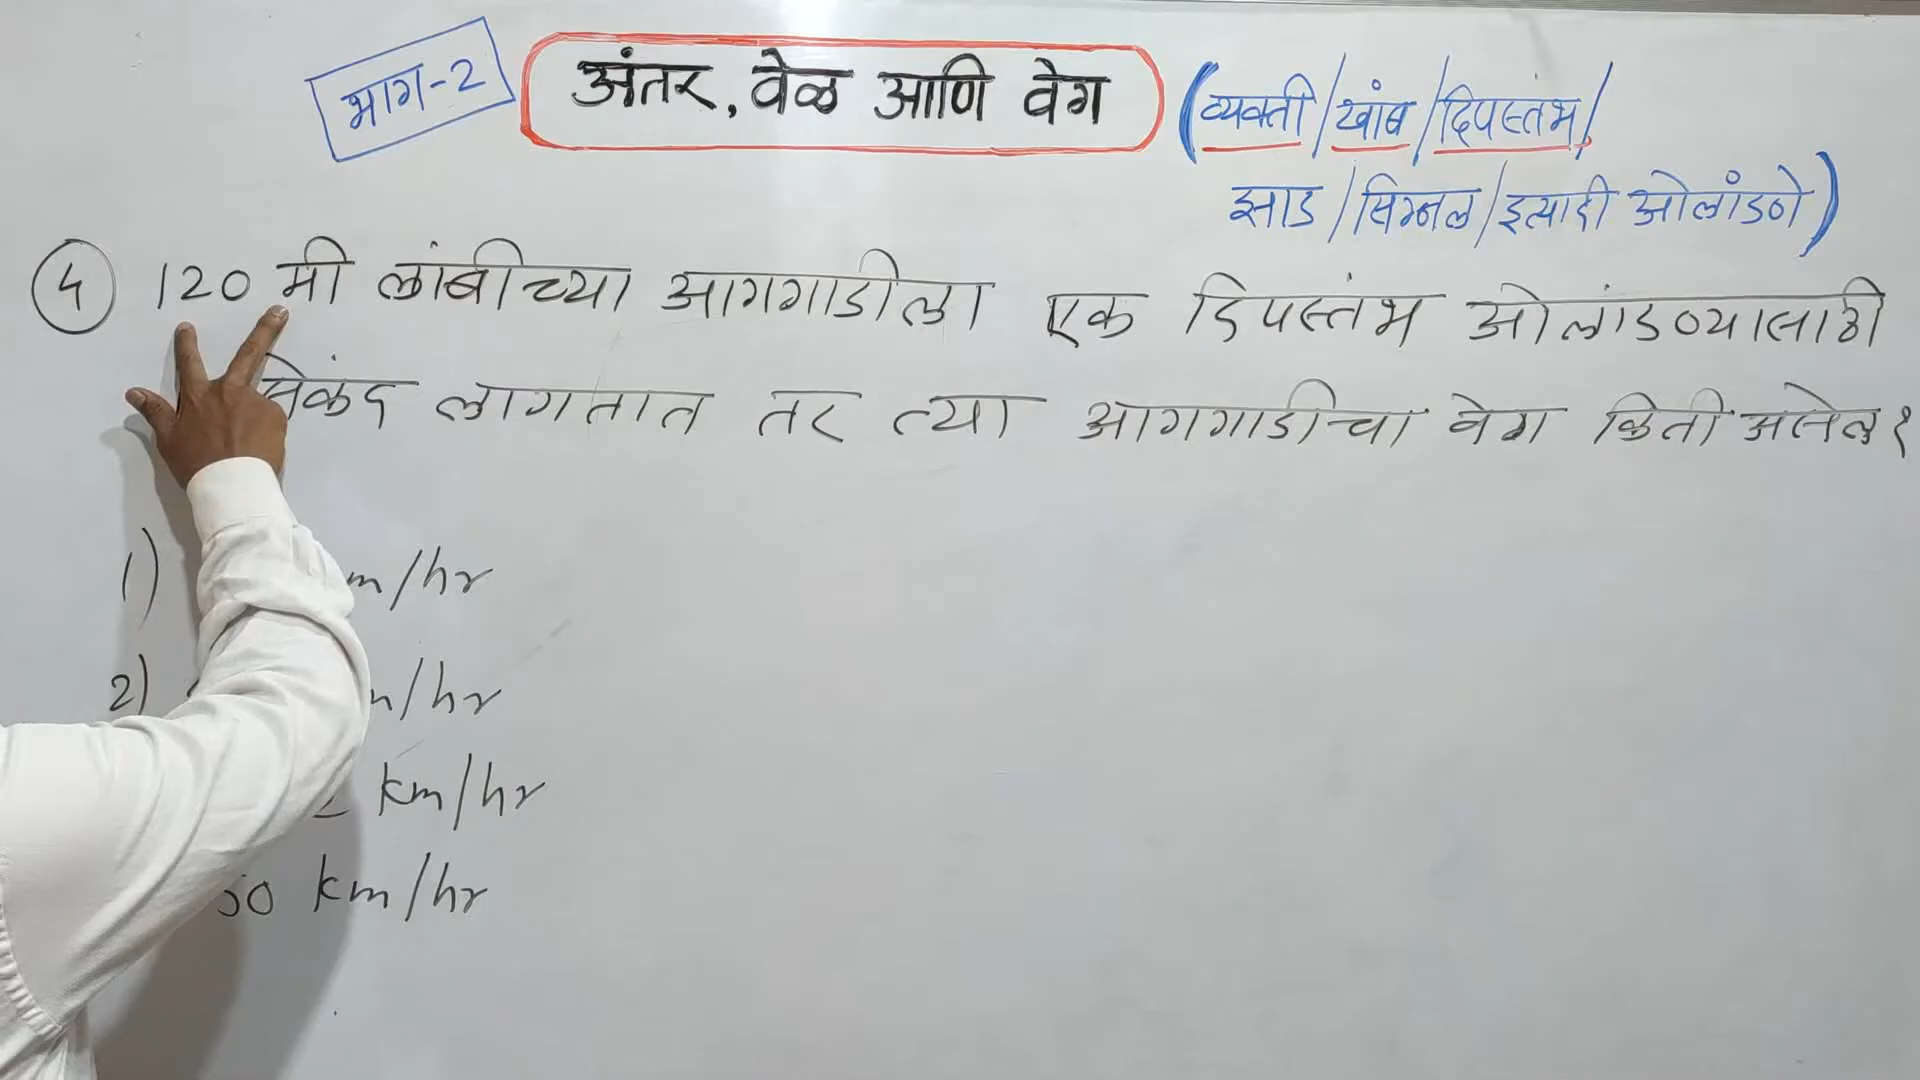 भाग-2
अंतर, वेळ आणि वेग
(व्यक्ती/खांब/दिपस्तंभ/
झाड/सिग्नल/इत्यादी ओलांडणे)
५ 120 मी लांबीच्या आगगाडीला एक दिपस्तंभ ओलांडण्यासाठी
सेकंद लागतात तर त्या आगगाडीचा वेग किती असेल?
1) m/hr
2) /hr
km/hr
km/hr